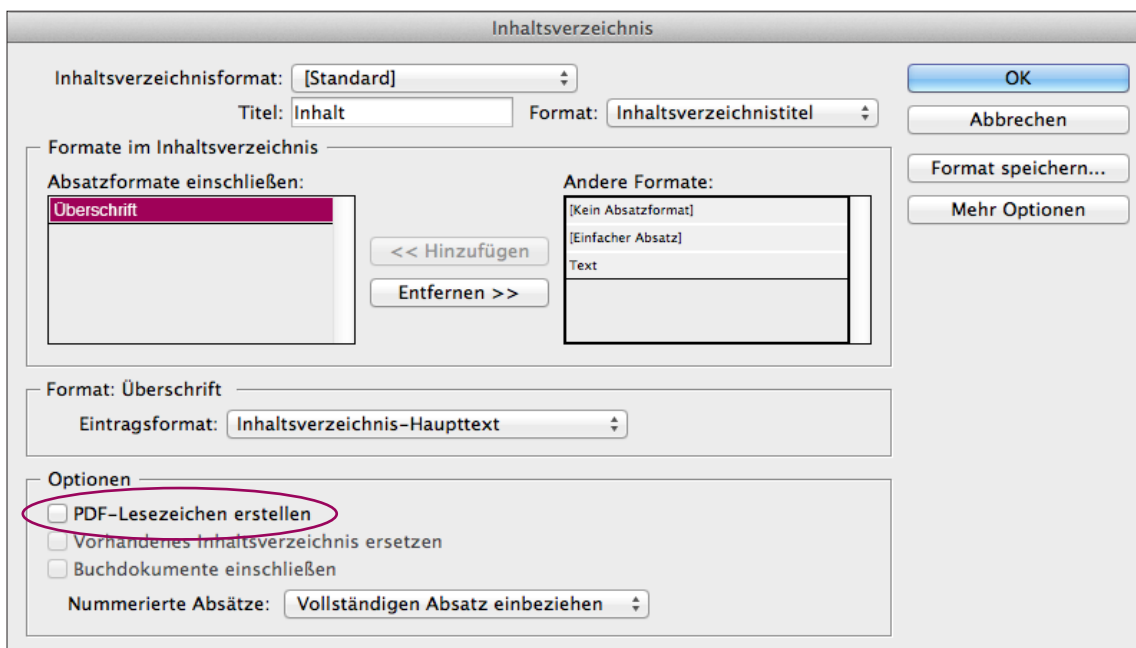 Inhaltsverzeichnis
Inhaltsverzeichnisformat: [Standard]
OK
Titel: Inhalt Format: Inhaltsverzeichnistitel
Abbrechen
Formate im Inhaltsverzeichnis
Format speichern...
Absatzformate einschließen: Andere Formate:
Mehr Optionen
Überschrift
[Kein Absatzformat]
[Einfacher Absatz]
<< Hinzufügen
Text
Entfernen >>
Format: Überschrift
Eintragsformat: Inhaltsverzeichnis-Haupttext
Optionen
PDF-Lesezeichen erstellen
Vorhandenes Inhaltsverzeichnis ersetzen
Buchdokumente einschließen
Nummerierte Absätze: Vollständigen Absatz einbeziehen